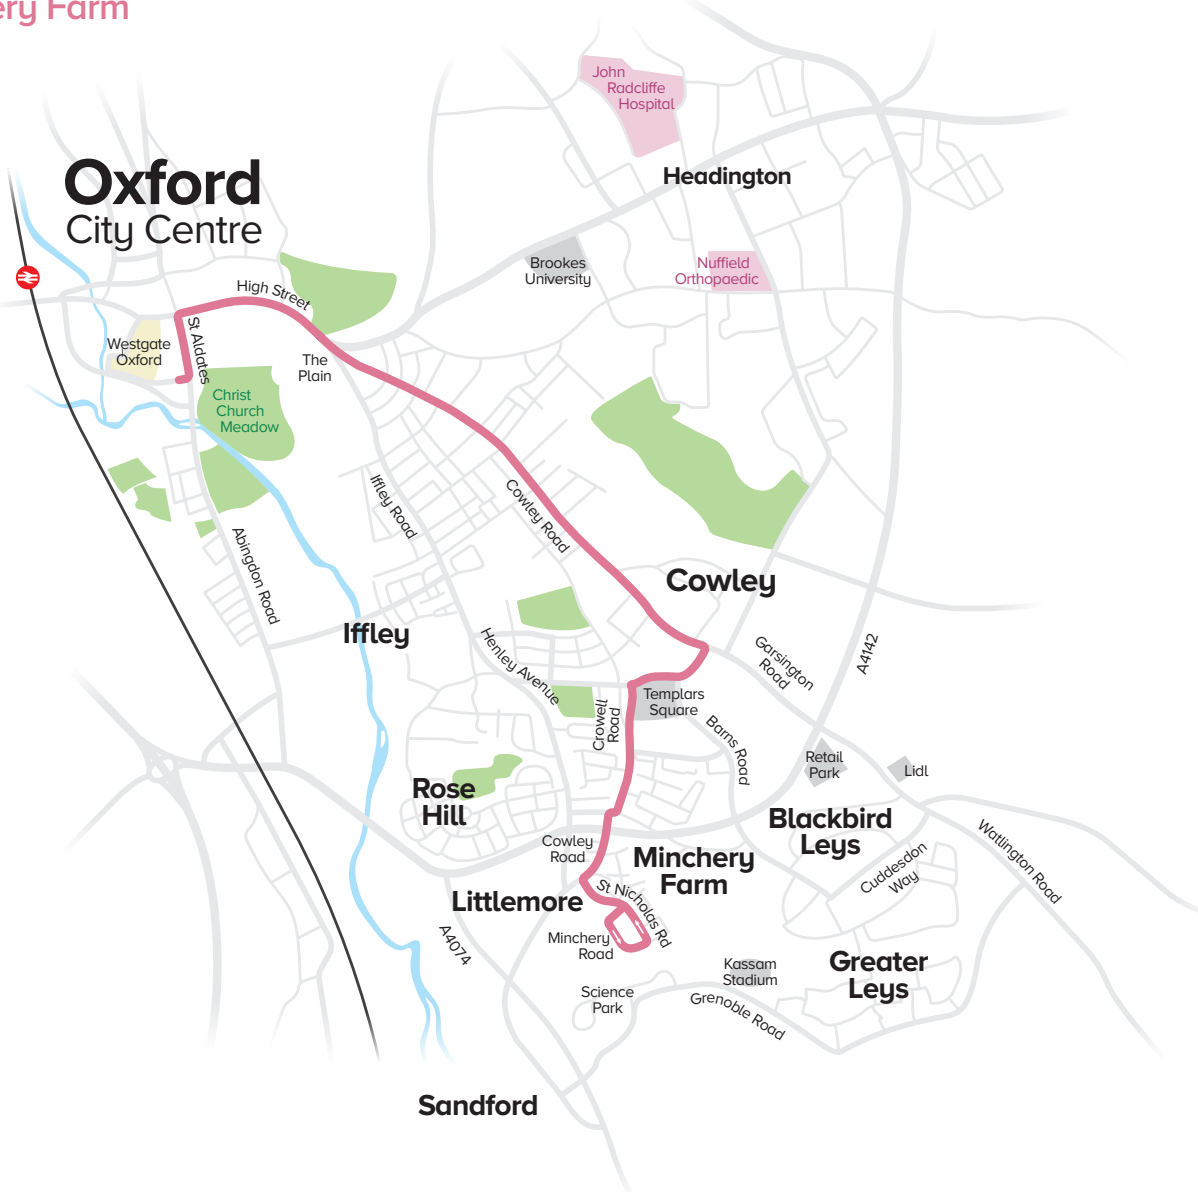 ery Farm
John
Radcliffe
Hospital
Headington
Oxford
City Centre
Brookes
University
Nuffield
Orthopaedic
High Street
St Aldates
Westgate
Oxford
The
Plain
Christ
Church
Meadow
Iffley Road
Cowley Road
Abingdon Road
Cowley
Iffley
Henley Avenue
Garsington
Road
A4142
Templars
Square
Crowell
Road
Barns Road
Retail
Park
Lidl
Rose
Hill
Blackbird
Leys
Cowley
Road
Minchery
Farm
Watlington Road
Cuddesdon
Way
Littlemore
St Nicholas Rd
A4074
Minchery
Road
Kassam
Stadium
Greater
Leys
Science
Park
Grenoble Road
Sandford